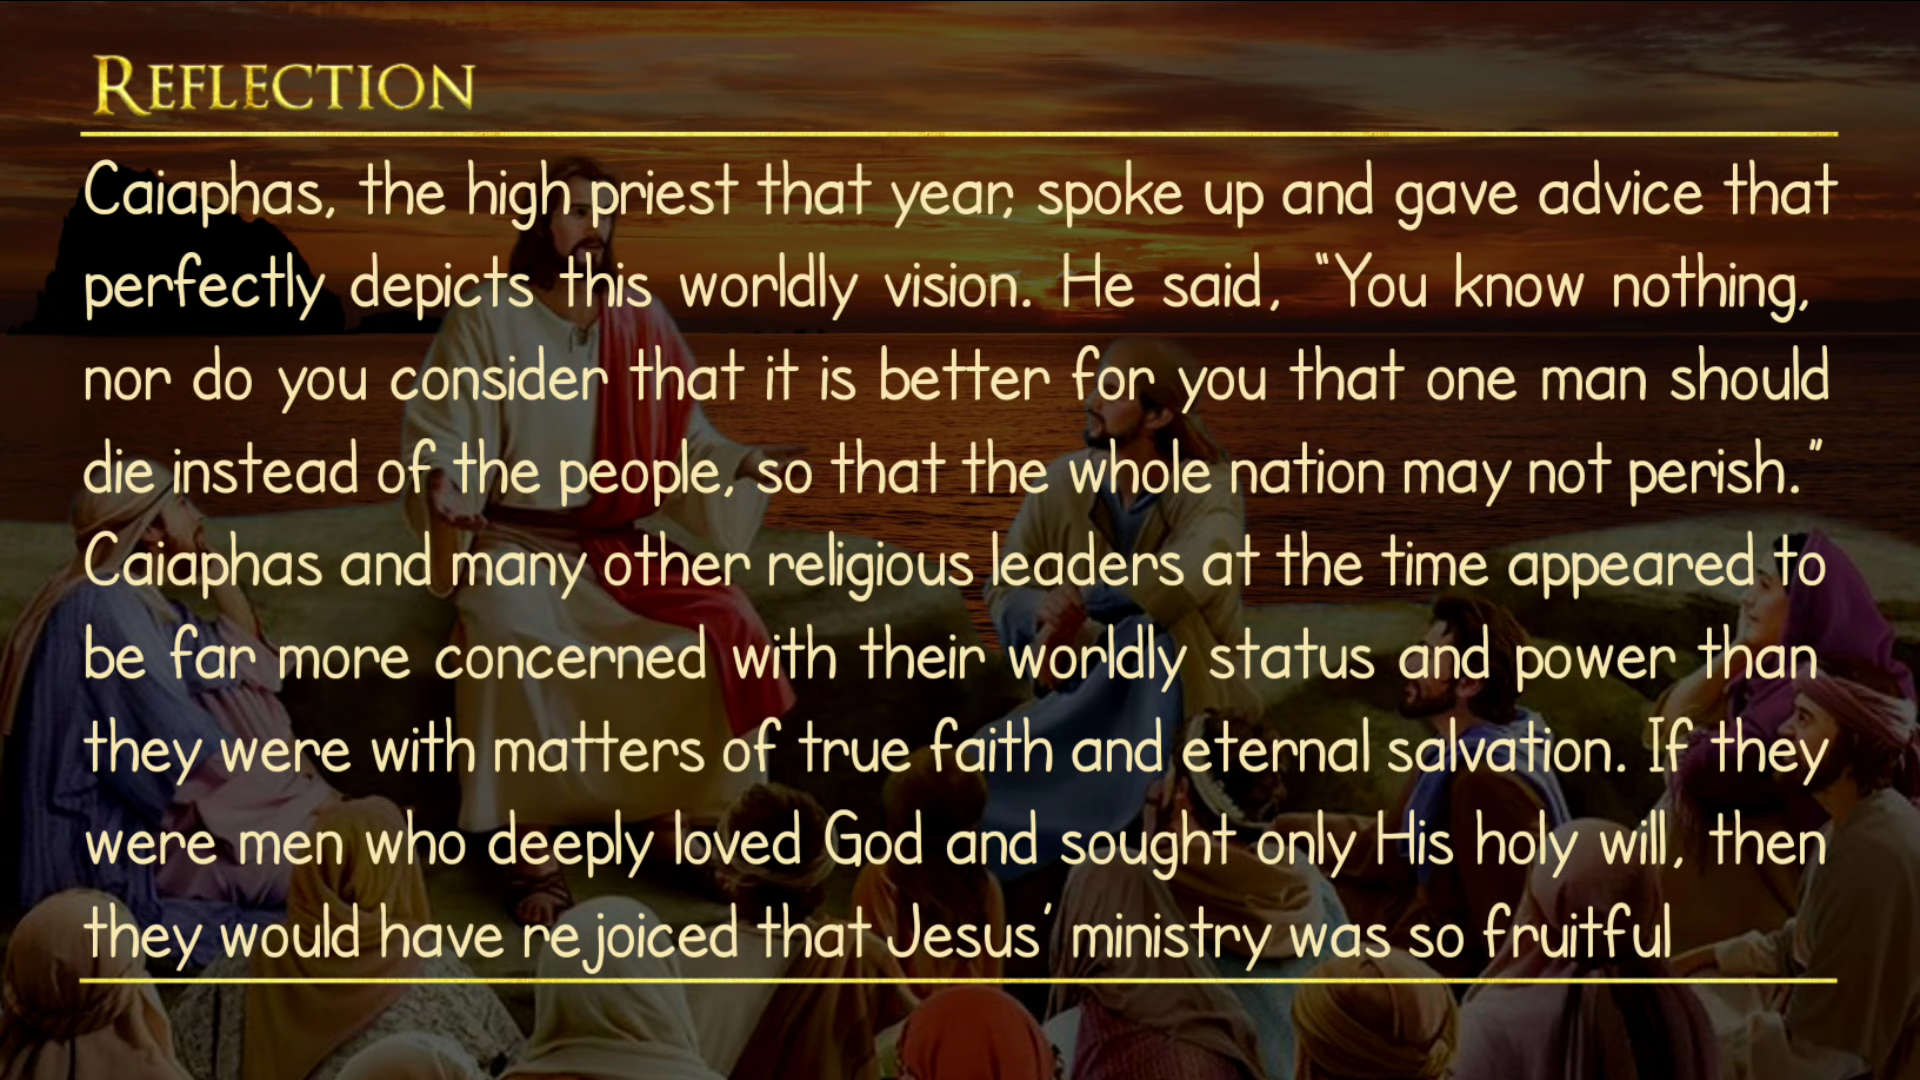 REFLECTION
Caiaphas, the high priest that year, spoke up and gave advice that
perfectly depicts this worldly vision. He said, “You know nothing,
nor do you consider that it is better for you that one man should
die instead of the people, so that the whole nation may not perish.”
Caiaphas and many other religious leaders at the time appeared to
be far more concerned with their worldly status and power than
they were with matters of true faith and eternal salvation. If they
were men who deeply loved God and sought only His holy will, then
they would have rejoiced that Jesus’ ministry was so fruitful